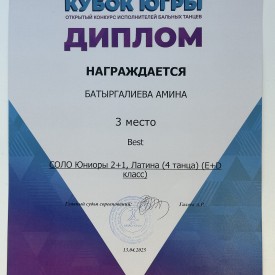 КУБОК ЮГРЫ
ОТКРЫТЫЙ КОНКУРС ИСПОЛНИТЕЛЕЙ БАЛЬНЫХ ТАНЦЕВ
ДИПЛОМ
НАГРАЖДАЕТСЯ
БАТЫРГАЛИЕВА АМИНА
3 место
Best
СОЛО Юниоры 2+1, Латина (4 танца) (E+D
класс)
Главный судья соревнований:
13.04.2025